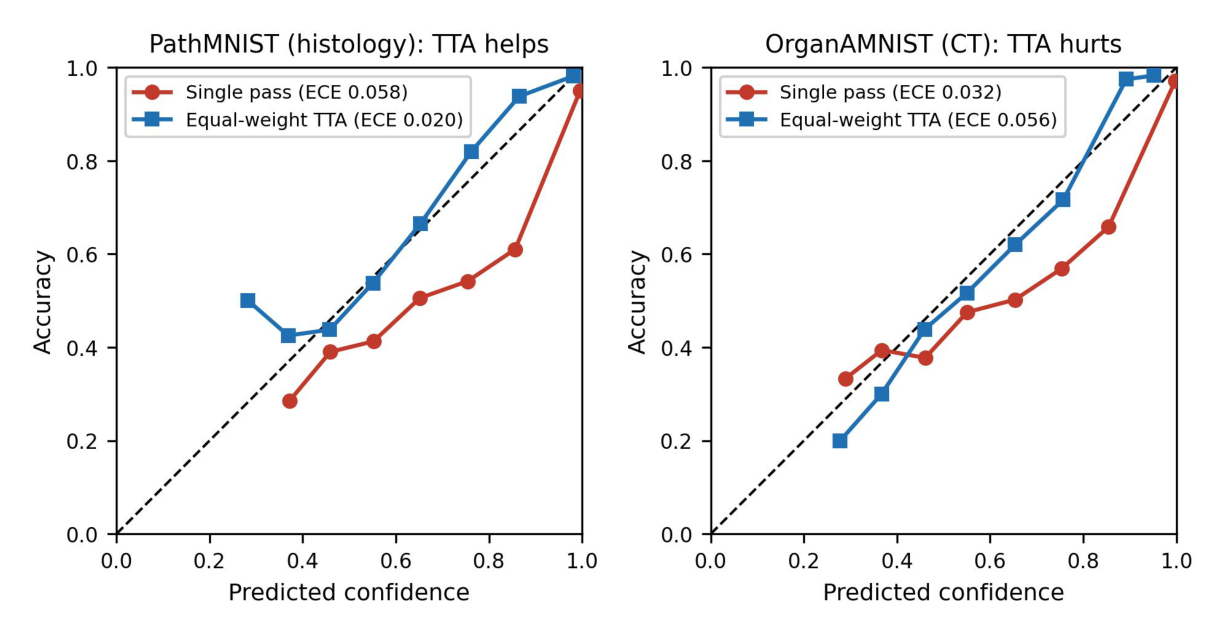 PathMNIST (histology): TTA helps
Single pass (ECE 0.058)
Equal-weight TTA (ECE 0.020)
1.0
0.8
0.6
0.4
0.2
0.0
Accuracy
0.0 0.2 0.4 0.6 0.8 1.0
Predicted confidence
OrganAMNIST (CT): TTA hurts
Single pass (ECE 0.032)
Equal-weight TTA (ECE 0.056)
1.0
0.8
0.6
0.4
0.2
0.0
Accuracy
0.0 0.2 0.4 0.6 0.8 1.0
Predicted confidence